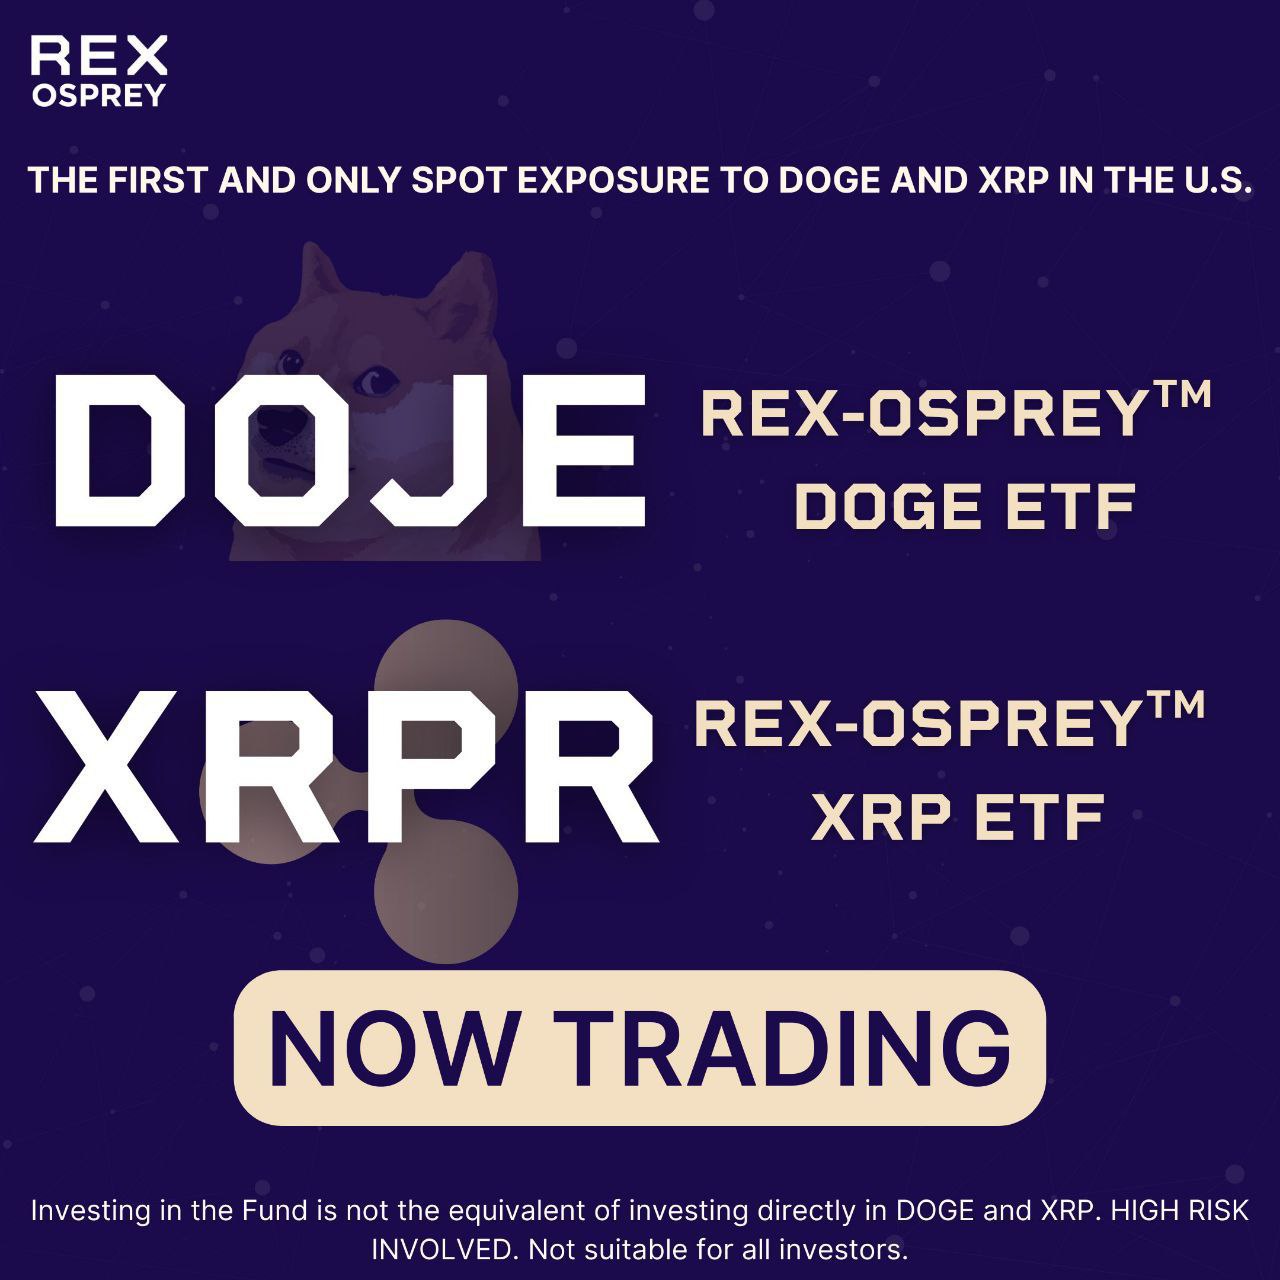 REX
OSPREY
THE FIRST AND ONLY SPOT EXPOSURE TO DOGE AND XRP IN THE U.S.
DOJE
REX-OSPREY™
DOGE ETF
XRPR
REX-OSPREY™
XRP ETF
NOW TRADING
Investing in the Fund is not the equivalent of investing directly in DOGE and XRP. HIGH RISK
INVOLVED. Not suitable for all investors.